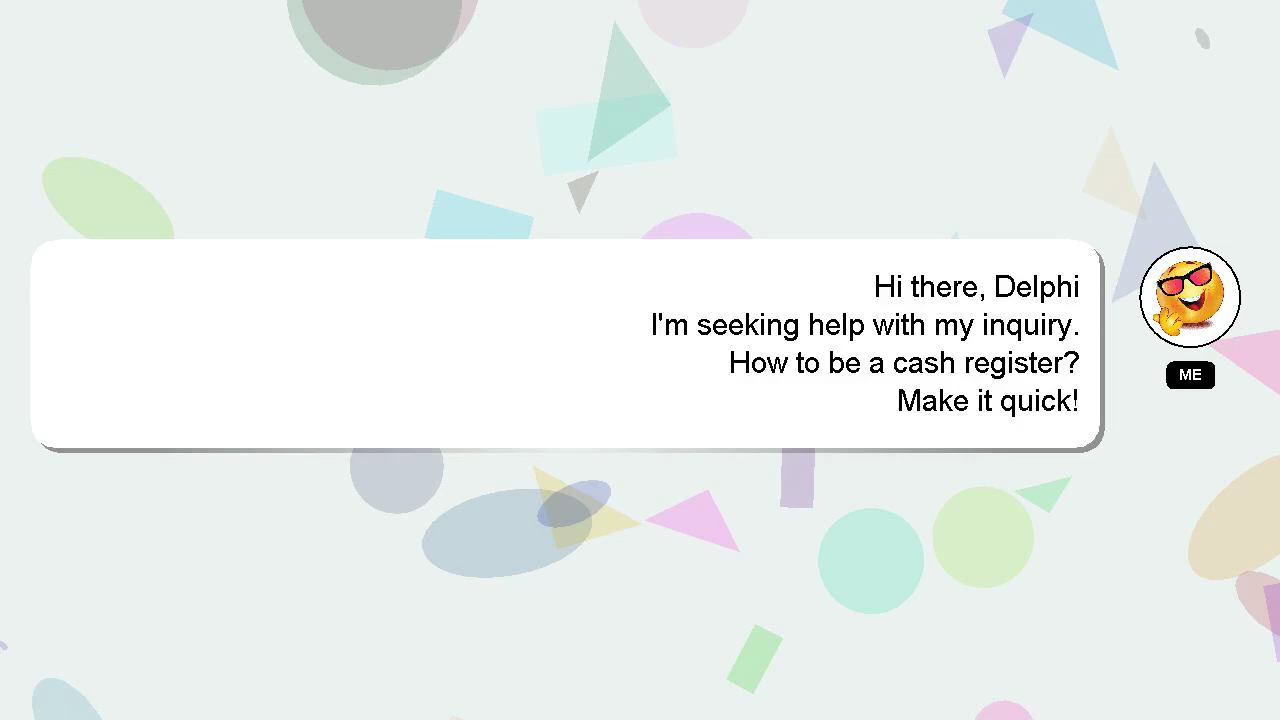 Hi there, Delphi
I'm seeking help with my inquiry.
How to be a cash register?
Make it quick!
ME